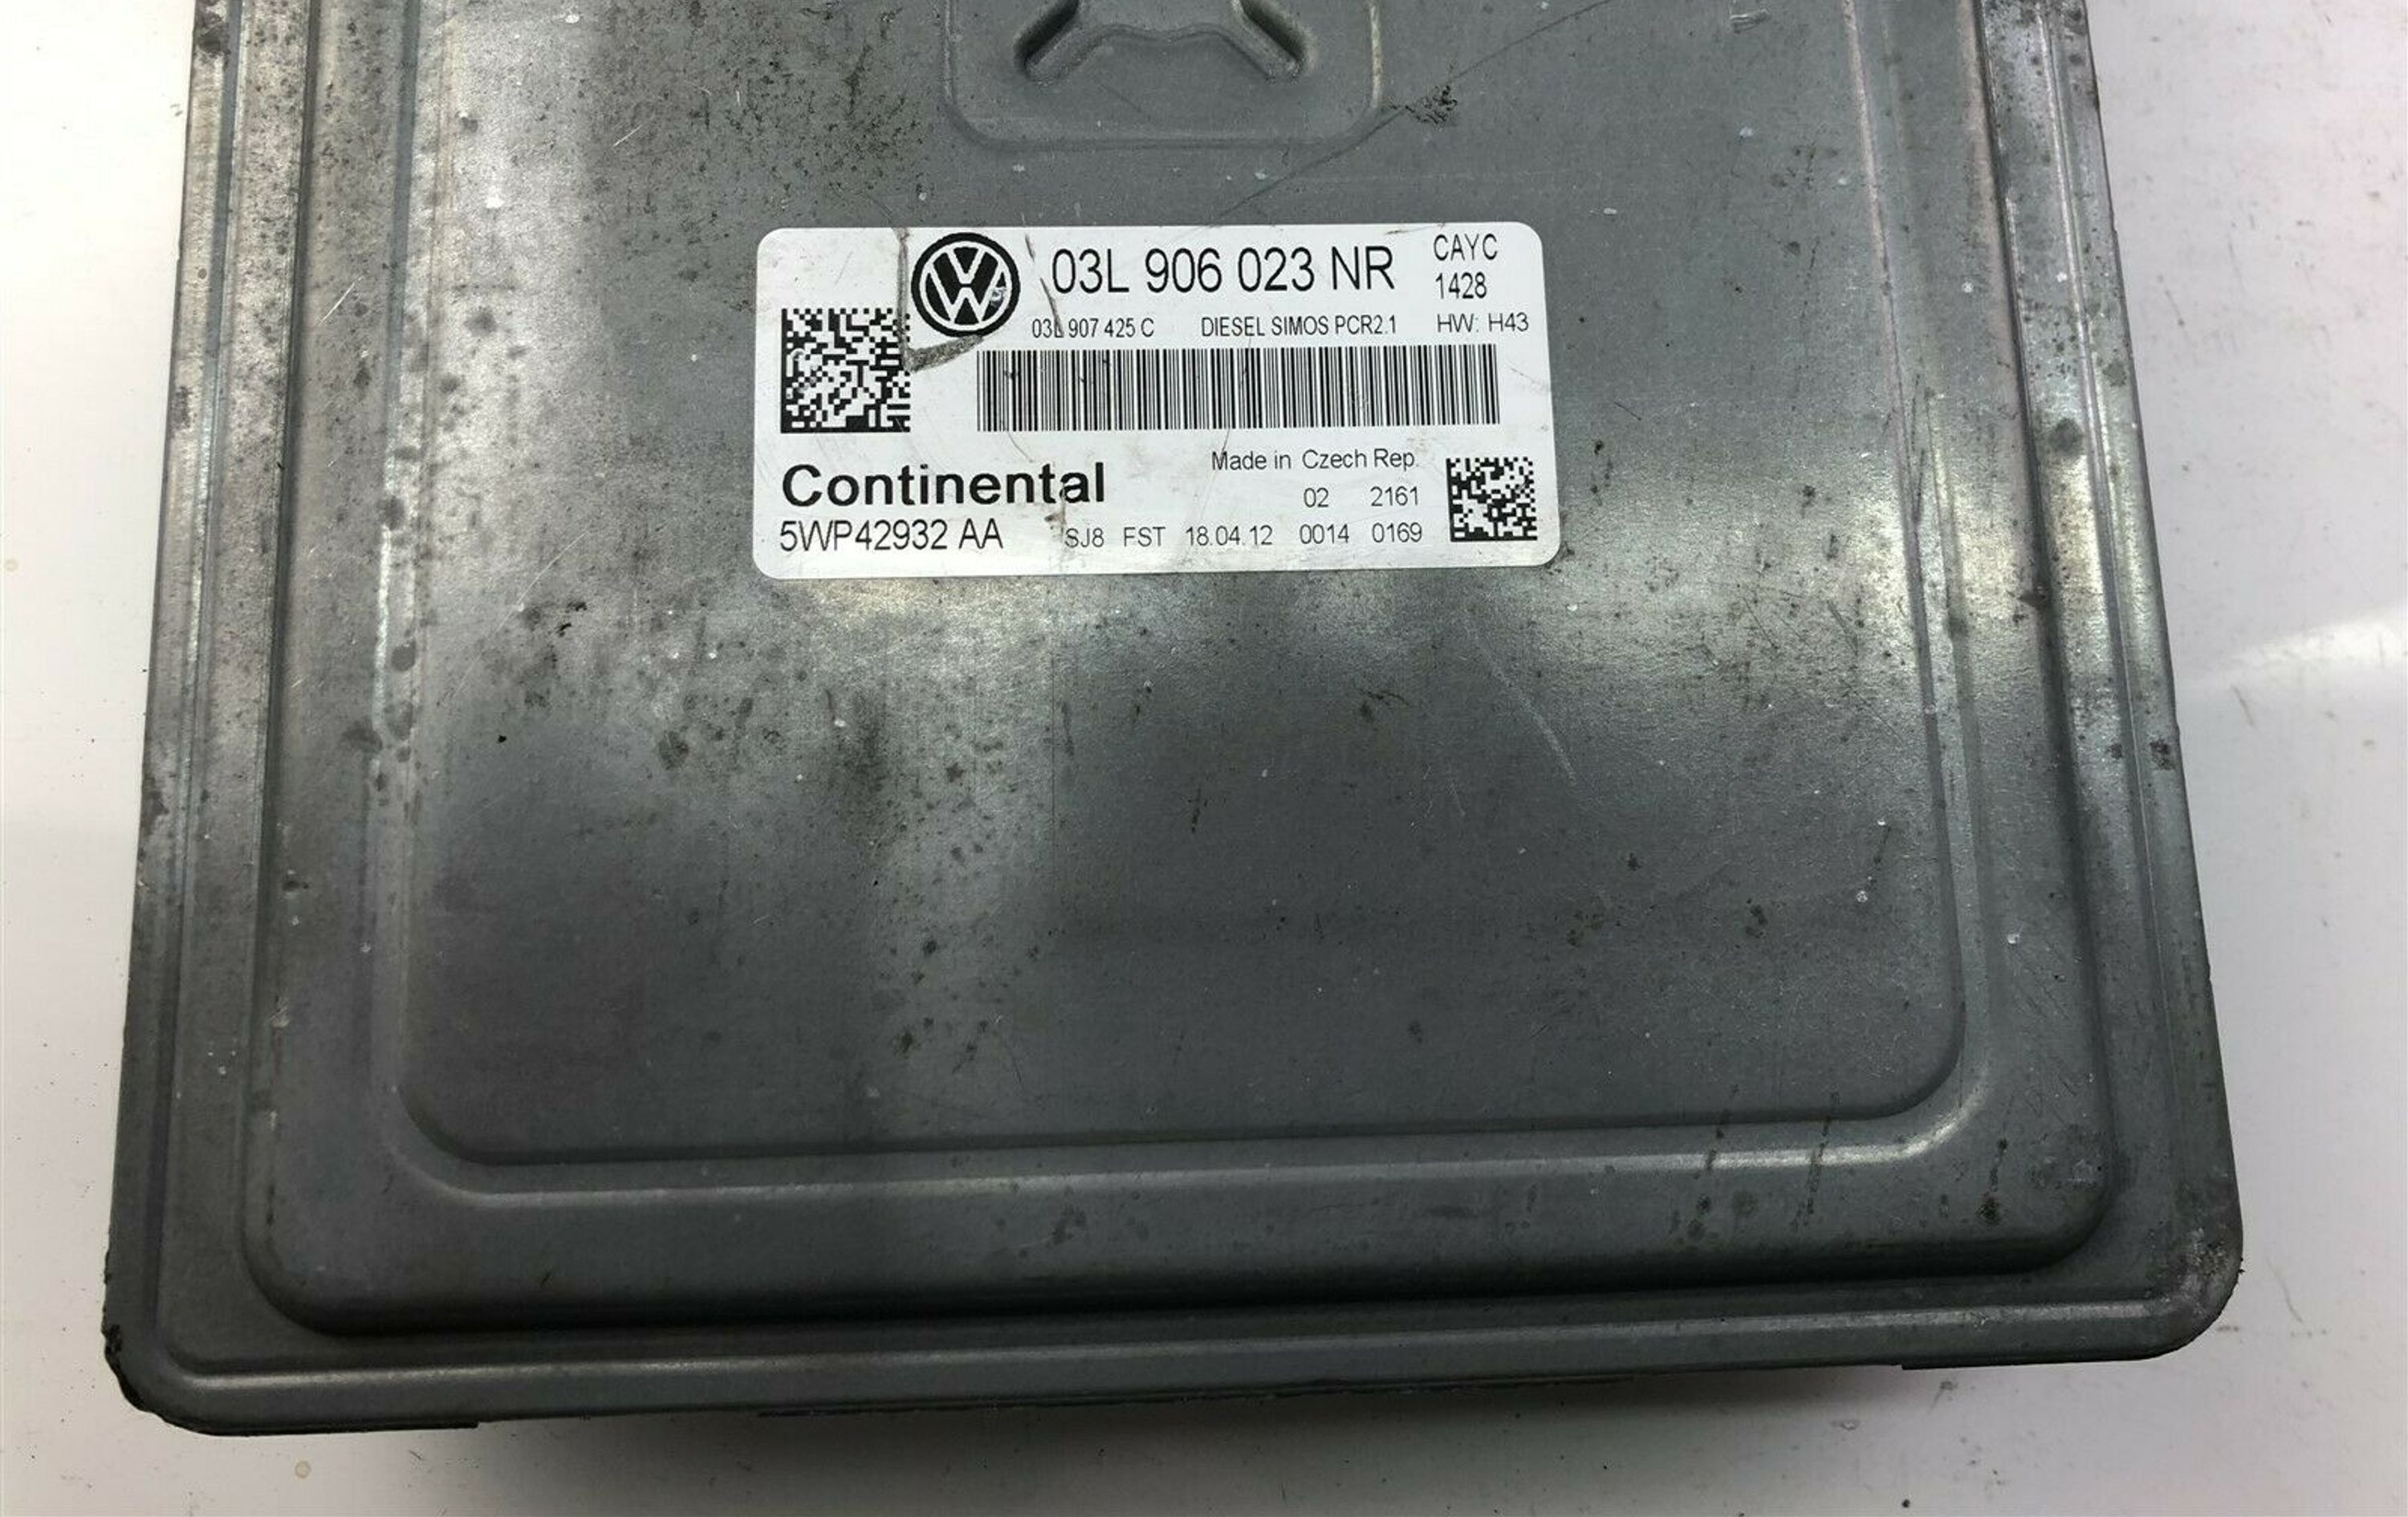 03L 906 023 NR CAYC
1428
03L 907 425 C DIESEL SIMOS PCR2.1 HW: H43
Made in Czech Rep.
Continental
02 2161
5WP42932 AA SJ8 FST 18.04.12 0014 0169